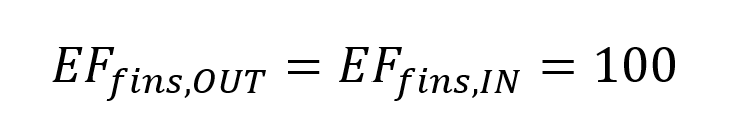 EF_{fins,OUT} = EF_{fins,IN} = 100